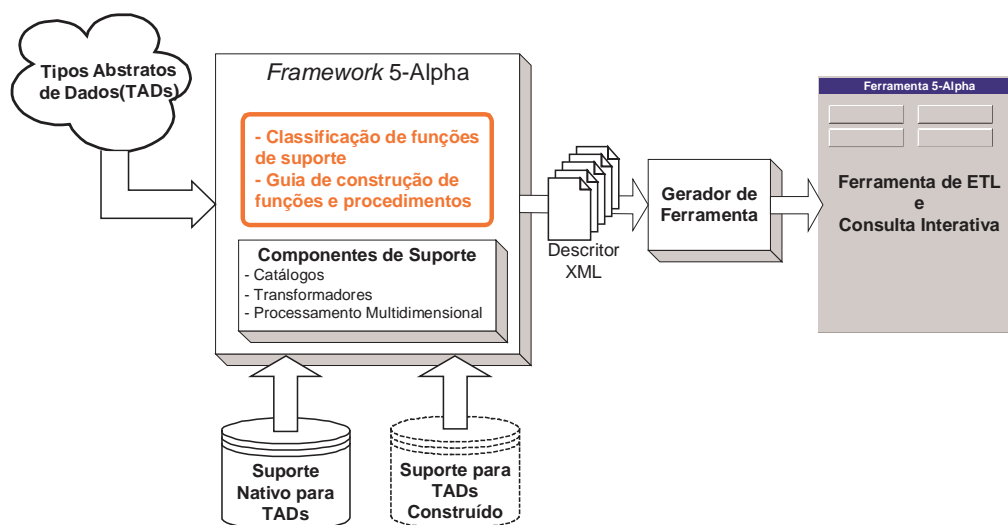 Tipos Abstratos
de Dados(TADs)
Framework 5-Alpha
- Classificação de funções
de suporte
- Guia de construção de
funções e procedimentos
Componentes de Suporte
- Catálogos
- Transformadores
- Processamento Multidimensional
Descritor
XML
Gerador de
Ferramenta
Ferramenta 5-Alpha
Ferramenta de ETL
e
Consulta Interativa
Suporte
Nativo para
TADs
Suporte para
TADs
Construído